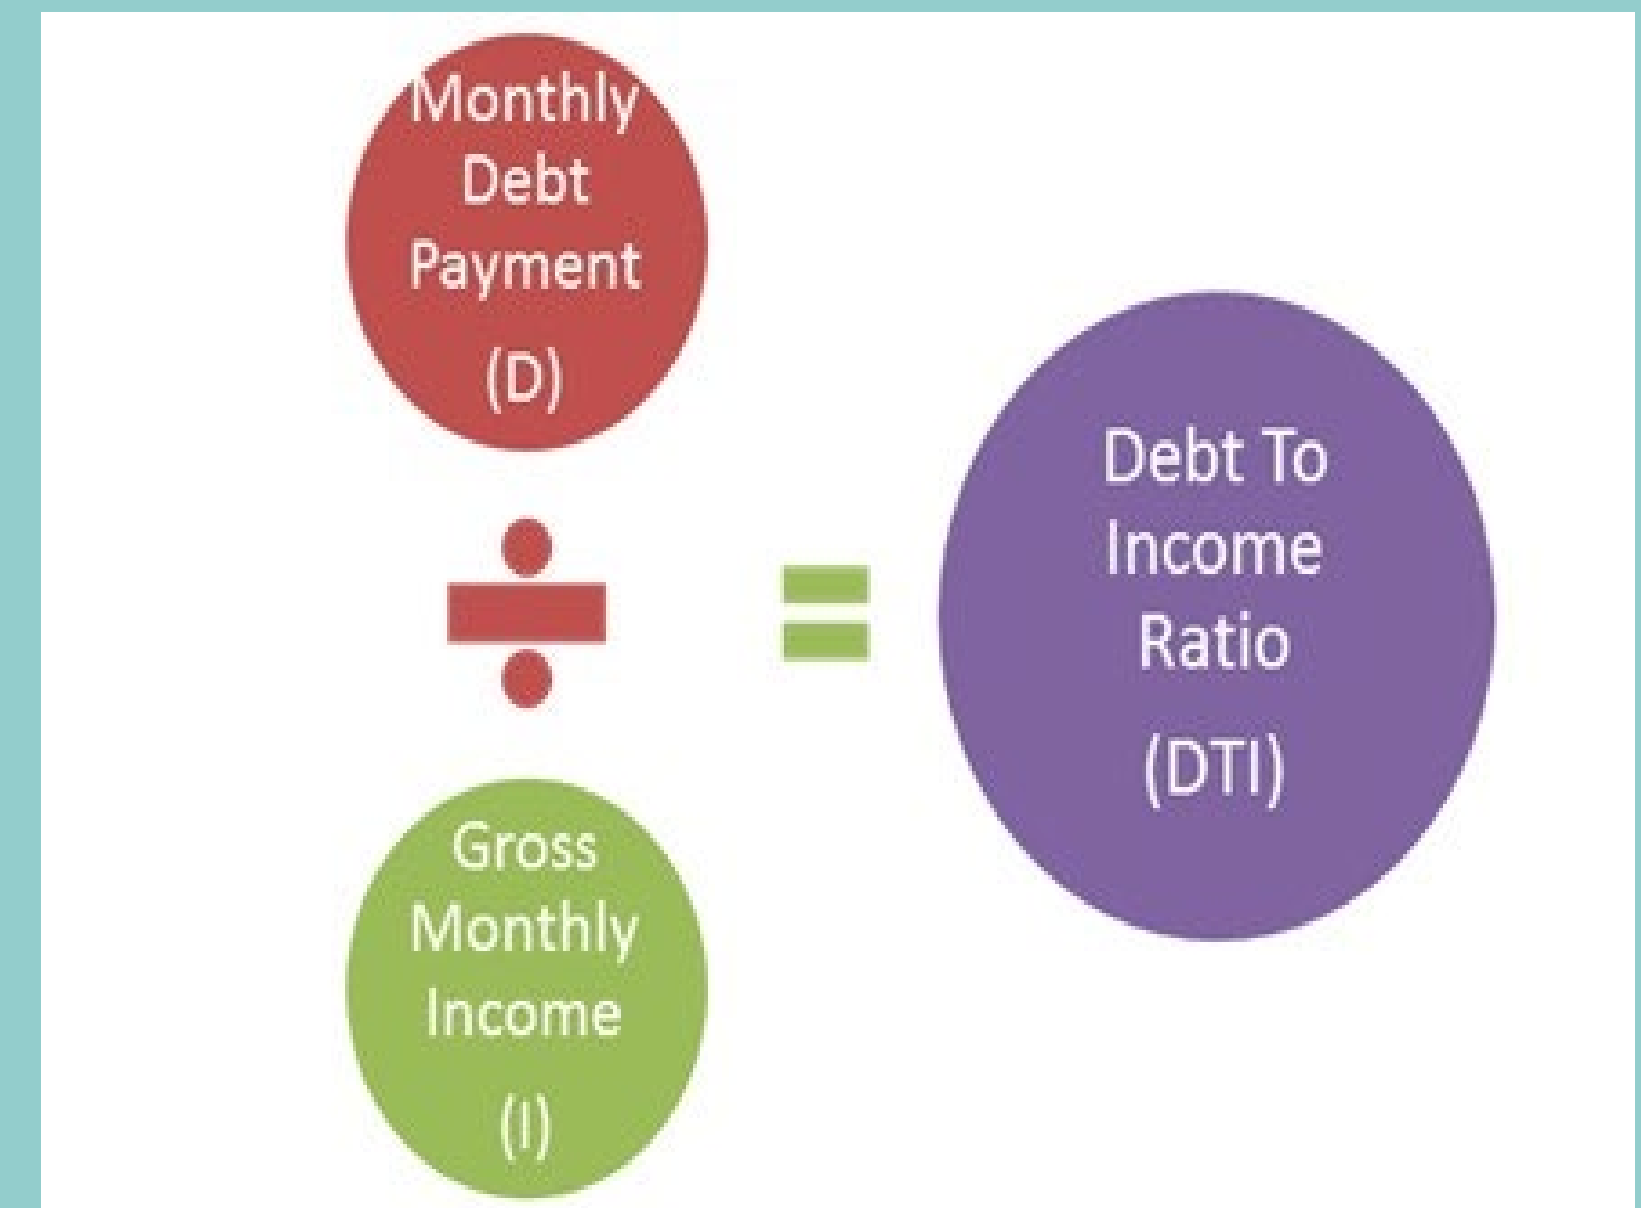 Monthly
Debt
Payment
(D)
÷
Gross
Monthly
Income
(I)
=
Debt To
Income
Ratio
(DTI)